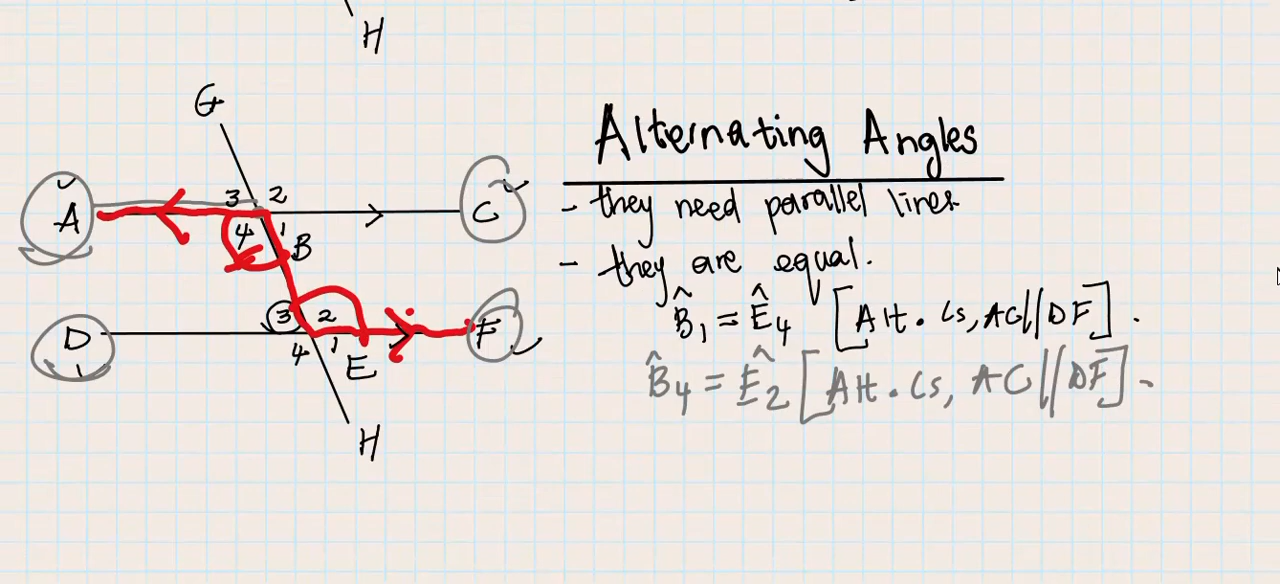 H
G
Alternating Angles
A 3 2 C
- they need parallel lines
4 1 B
- they are equal.
B̂₁ = Ê₄ [Alt. ∠s, AC//DF].
D 3 2 F
4 1 E
B̂₄ = Ê₂ [Alt. ∠s, AC//DF].
H